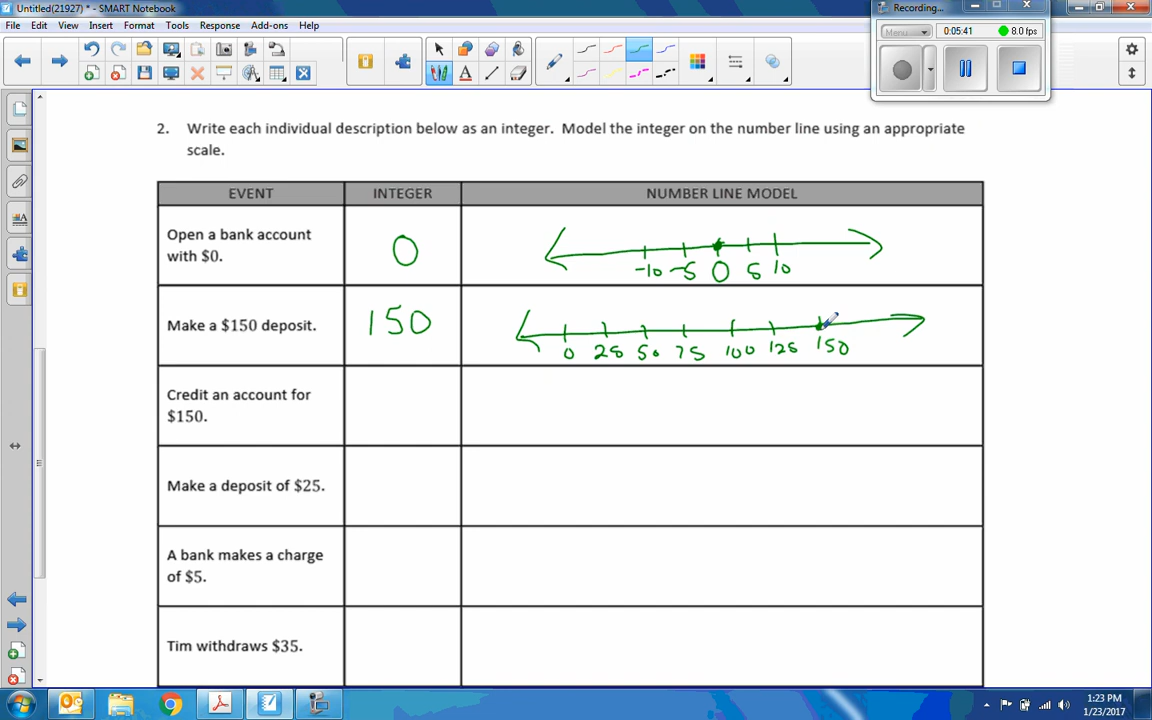 Untitled(21927) * - SMART Notebook
File Edit View Insert Format Tools Response Add-ons Help
Recording...
Menu 0:05:41 8.0 fps
2. Write each individual description below as an integer. Model the integer on the number line using an appropriate
scale.
EVENT INTEGER NUMBER LINE MODEL
Open a bank account
with $0.
0
-10 -5 0 5 10
Make a $150 deposit.
150
0 25 50 75 100 125 150
Credit an account for
$150.
Make a deposit of $25.
A bank makes a charge
of $5.
Tim withdraws $35.
1:23 PM
1/23/2017